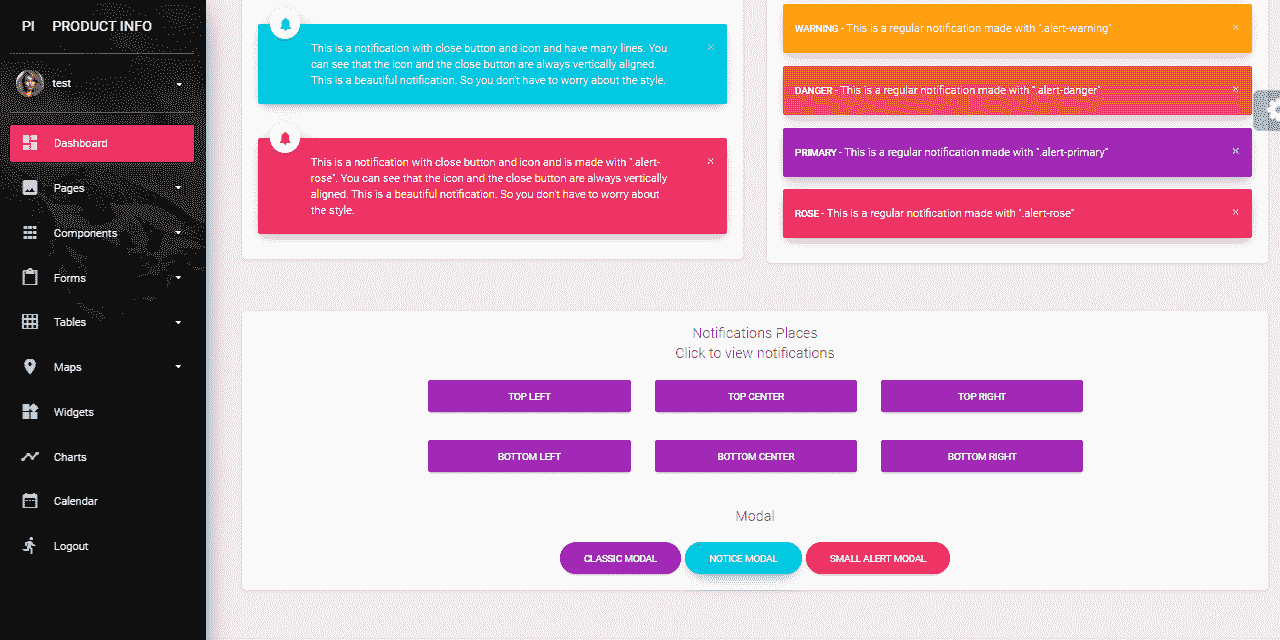 PI PRODUCT INFO
test
Dashboard
Pages
Components
Forms
Tables
Maps
Widgets
Charts
Calendar
Logout
This is a notification with close button and icon and have many lines. You
can see that the icon and the close button are always vertically aligned.
This is a beautiful notification. So you don't have to worry about the style.
This is a notification with close button and icon and is made with ".alert-
rose". You can see that the icon and the close button are always vertically
aligned. This is a beautiful notification. So you don't have to worry about
the style.
WARNING - This is a regular notification made with ".alert-warning"
DANGER - This is a regular notification made with ".alert-danger"
PRIMARY - This is a regular notification made with ".alert-primary"
ROSE - This is a regular notification made with ".alert-rose"
Notifications Places
Click to view notifications
TOP LEFT TOP CENTER TOP RIGHT
BOTTOM LEFT BOTTOM CENTER BOTTOM RIGHT
Modal
CLASSIC MODAL NOTICE MODAL SMALL ALERT MODAL